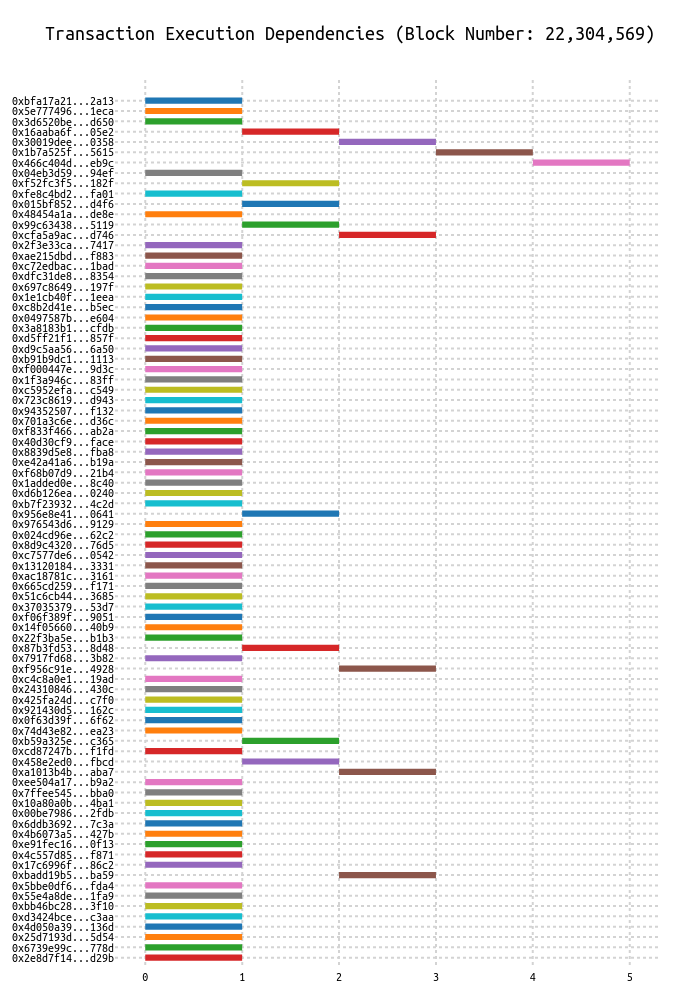 Transaction Execution Dependencies (Block Number: 22,304,569)
0xbfa17a21...2a13
0x5e777496...1eca
0x3d6520be...d650
0x16aaba6f...05e2
0x30019dee...0358
0x1b7a525f...5615
0x466c404d...eb9c
0x04eb3d59...94ef
0xf52fc3f5...182f
0xfe8c4bd2...fa01
0x015bf852...d4f6
0x48454a1a...de8e
0x99c63438...5119
0xcfa5a9ac...d746
0x2f3e33ca...7417
0xae215dbd...f883
0xc72edbac...1bad
0xdfc31de8...8354
0x697c8649...197f
0x1e1cb40f...1eea
0xc8b2d41e...b5ec
0x0497587b...e604
0x3a8183b1...cfdb
0xd5ff21f1...857f
0xd9c5aa56...6a50
0xb91b9dc1...1113
0xf000447e...9d3c
0x1f3a946c...83ff
0xc5952efa...c549
0x723c8619...d943
0x94352507...f132
0x701a3c6e...d36c
0xf833f466...ab2a
0x40d30cf9...face
0x8839d5e8...fba8
0xe42a41a6...b19a
0xf68b07d9...21b4
0x1added0e...8c40
0xd6b126ea...0240
0xb7f23932...4c2d
0x956e8e41...0641
0x976543d6...9129
0x024cd96e...62c2
0x8d9c4320...76d5
0xc7577de6...0542
0x13120184...3331
0xac18781c...3161
0x665cd259...f171
0x51c6cb44...3685
0x37035379...53d7
0xf06f389f...9051
0x14f05660...40b9
0x22f3ba5e...b1b3
0x87b3fd53...8d48
0x7917fd68...3b82
0xf956c91e...4928
0xc4c8a0e1...19ad
0x24310846...430c
0x425fa24d...c7f0
0x921430d5...162c
0x0f63d39f...6f62
0x74d43e82...ea23
0xb59a325e...c365
0xcd87247b...f1fd
0x458e2ed0...fbcd
0xa1013b4b...aba7
0xee504a17...b9a2
0x7ffee545...bba0
0x10a80a0b...4ba1
0x00be7986...2fdb
0x6ddb3692...7c3a
0x4b6073a5...427b
0xe91fec16...0f13
0x4c557d85...f871
0x17c6996f...86c2
0xbadd19b5...ba59
0x5bbe0df6...fda4
0x55e4a8de...1fa9
0xbb46bc28...3f10
0xd3424bce...c3aa
0x4d050a39...136d
0x25d7193d...5d54
0x6739e99c...778d
0x2e8d7f14...d29b
0 1 2 3 4 5